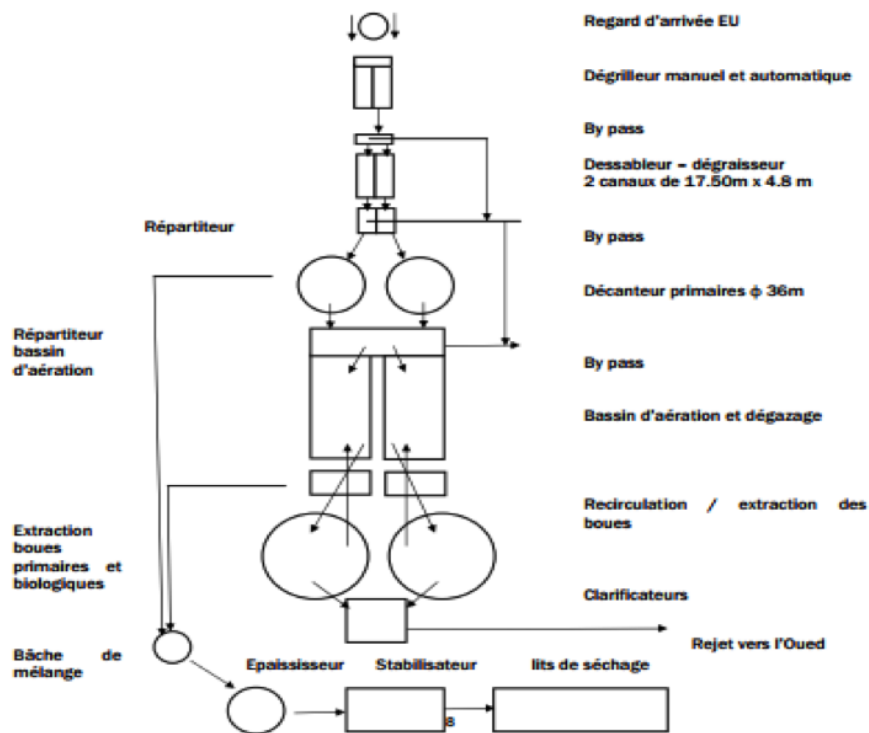 Regard d'arrivée EU
Dégrilleur manuel et automatique
By pass
Dessableur – dégraisseur
2 canaux de 17.50m x 4.8 m
Répartiteur
By pass
Décanteur primaires ϕ 36m
Répartiteur
bassin
d'aération
By pass
Bassin d'aération et dégazage
Recirculation / extraction des
boues
Extraction
boues
primaires et
biologiques
Clarificateurs
Rejet vers l'Oued
Bâche de
mélange
Epaississeur Stabilisateur lits de séchage
8